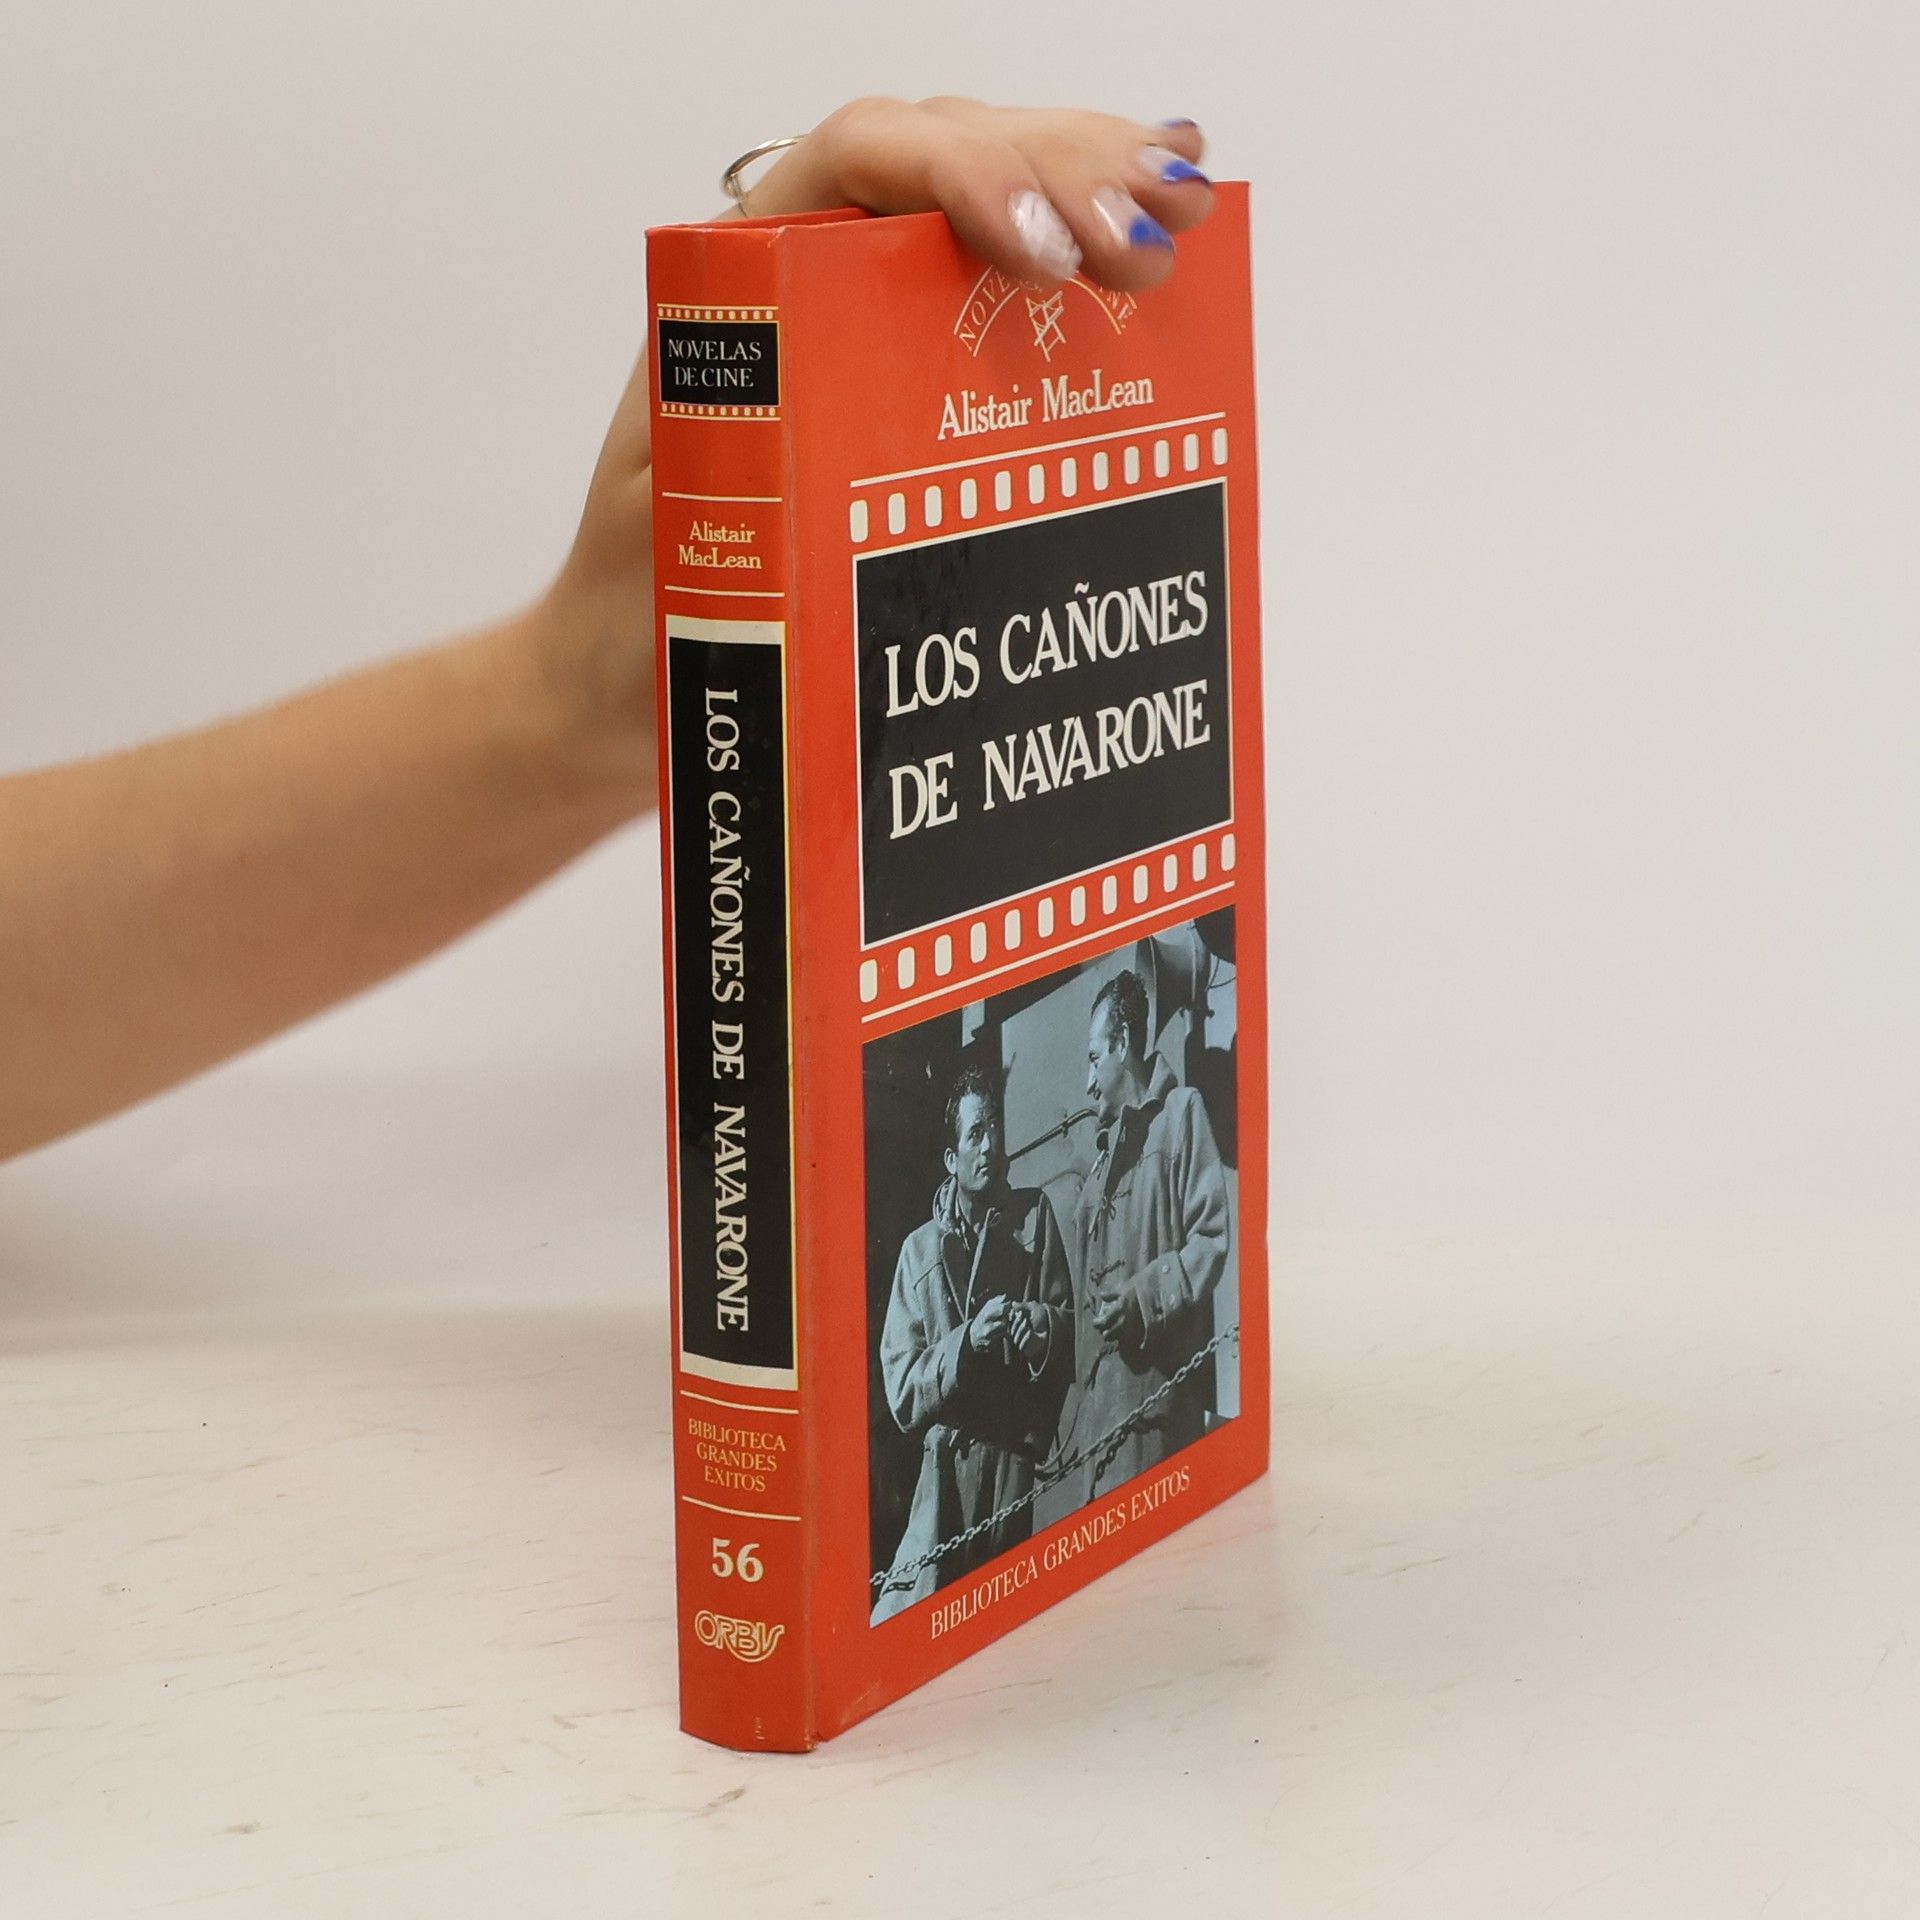 NOVELAS
DE CINE
Alistair
MacLean
LOS CAÑONES DE NAVARONE
BIBLIOTECA
GRANDES
EXITOS
56
ORBIS
Alistair MacLean
LOS CAÑONES
DE NAVARONE
BIBLIOTECA GRANDES EXITOS